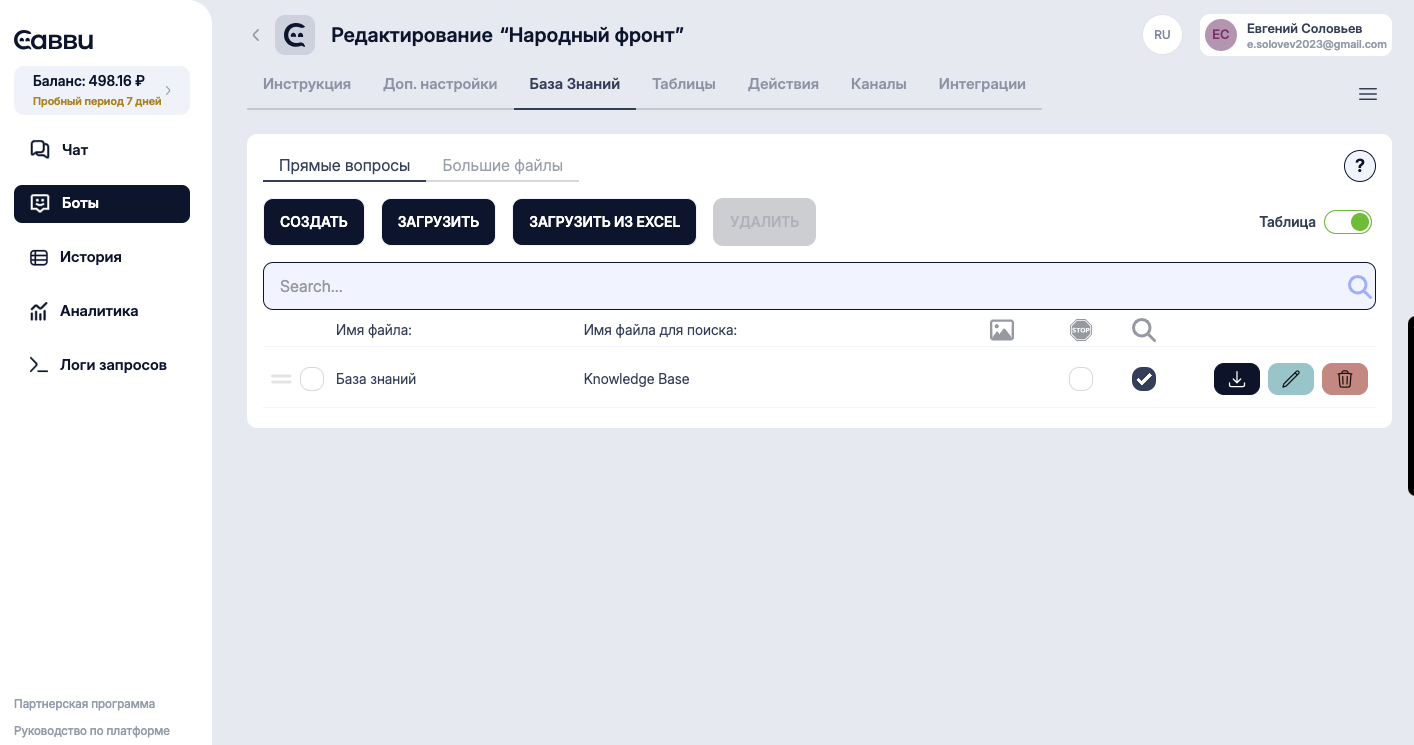 Eabbu
Баланс: 498.16 ₽
Пробный период 7 дней
Чат
Боты
История
Аналитика
Логи запросов
Партнерская программа
Руководство по платформе
Редактирование “Народный фронт”
RU
ЕС
Евгений Соловьев
e.solovev2023@gmail.com
Инструкция Доп. настройки База Знаний Таблицы Действия Каналы Интеграции
Прямые вопросы Большие файлы
?
СОЗДАТЬ ЗАГРУЗИТЬ ЗАГРУЗИТЬ ИЗ EXCEL УДАЛИТЬ
Таблица
Search...
Имя файла: Имя файла для поиска: STOP
База знаний Knowledge Base